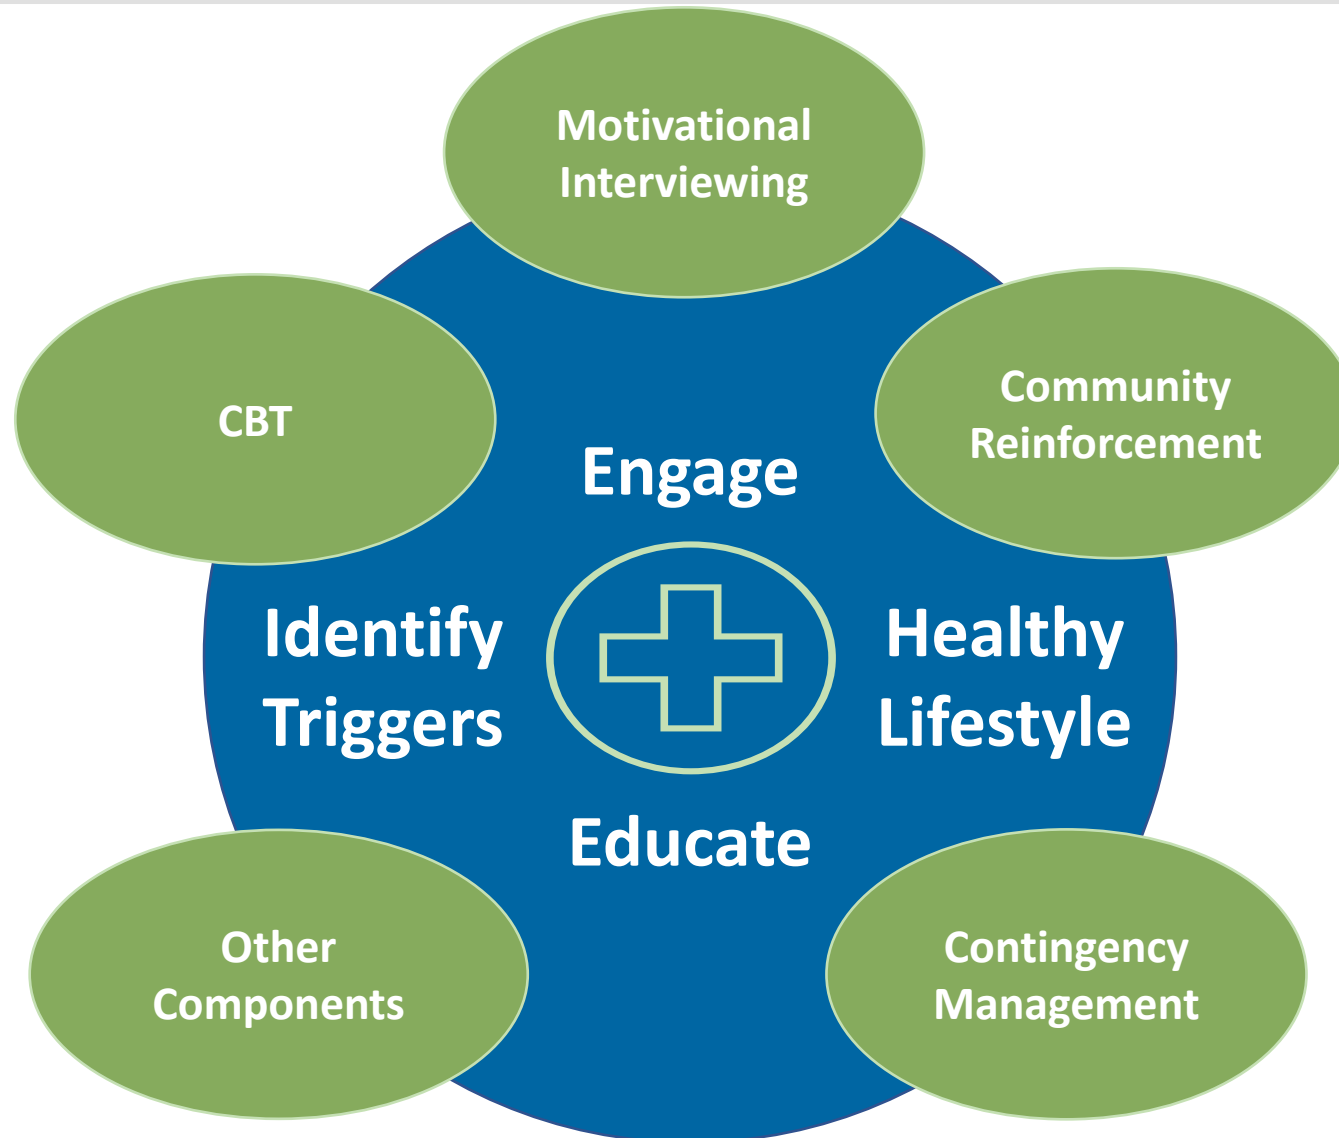 Motivational
Interviewing
Community
Reinforcement
CBT
Engage
Identify
Triggers
Healthy
Lifestyle
Educate
Other
Components
Contingency
Management